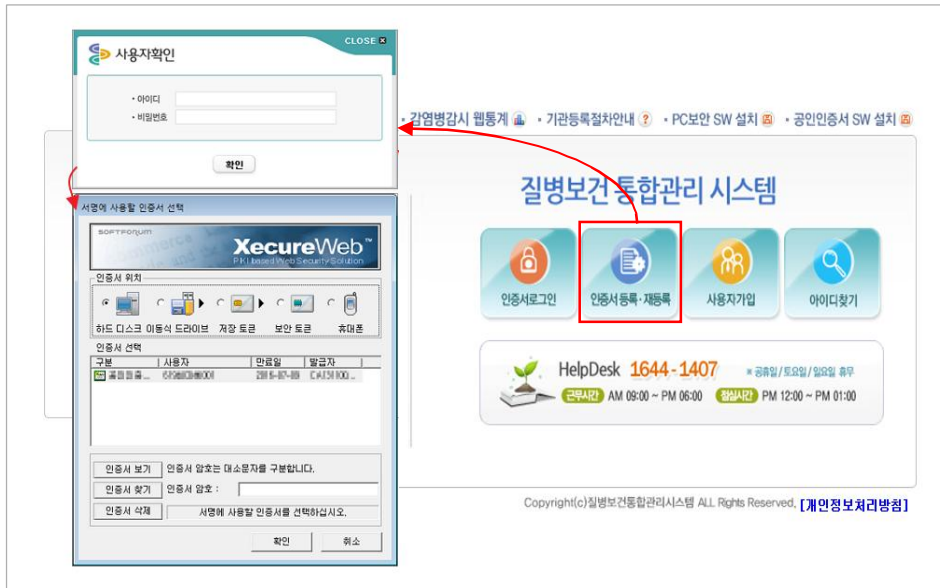 CLOSE
사용자확인
• 아이디
• 비밀번호
확인
• 감염병감시 웹통계 • 기관등록절차안내 ? • PC보안 SW 설치 • 공인인증서 SW 설치
질병보건 통합관리 시스템
인증서로그인 인증서 등록·재등록 사용자가입 아이디찾기
HelpDesk 1644-1407 ※ 공휴일/토요일/일요일 휴무
근무시간 AM 09:00 ~ PM 06:00 점심시간 PM 12:00 ~ PM 01:00
Copyright(c)질병보건통합관리시스템 ALL Rights Reserved. [개인정보처리방침]
서명에 사용할 인증서 선택
SOFTFORUM
XecureWeb™
PKI based Web Security Solution
인증서 위치
하드 디스크 이동식 드라이브 저장 토큰 보안 토큰 휴대폰
인증서 선택
구분 사용자 만료일 발급자
인증서 보기 인증서 암호는 대소문자를 구분합니다.
인증서 찾기 인증서 암호 :
인증서 삭제 서명에 사용할 인증서를 선택하십시오.
확인 취소